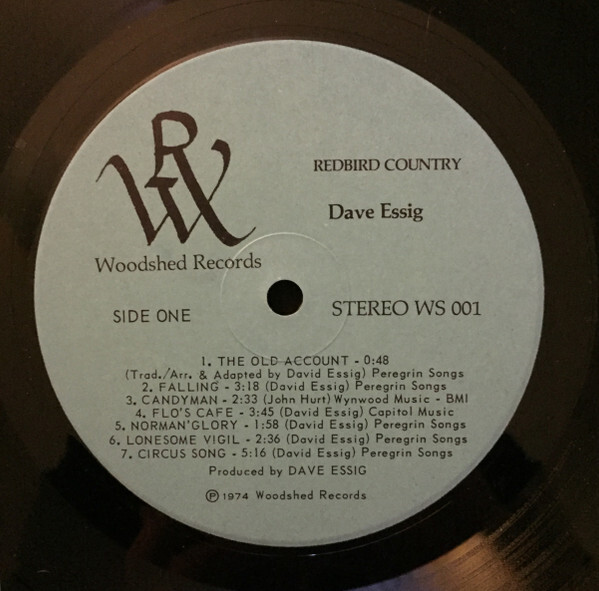 RW
REDBIRD COUNTRY
Dave Essig
Woodshed Records
SIDE ONE
STEREO WS 001
1. THE OLD ACCOUNT - 0:48
(Trad./Arr. & Adapted by David Essig) Peregrin Songs
2. FALLING - 3:18 (David Essig) Peregrin Songs
3. CANDYMAN - 2:33 (John Hurt) Wynwood Music - BMI
4. FLO'S CAFE - 3:45 (David Essig) Capitol Music
5. NORMAN'GLORY - 1:58 (David Essig) Peregrin Songs
6. LONESOME VIGIL - 2:36 (David Essig) Peregrin Songs
7. CIRCUS SONG - 5:16 (David Essig) Peregrin Songs
Produced by DAVE ESSIG
Ⓟ 1974 Woodshed Records